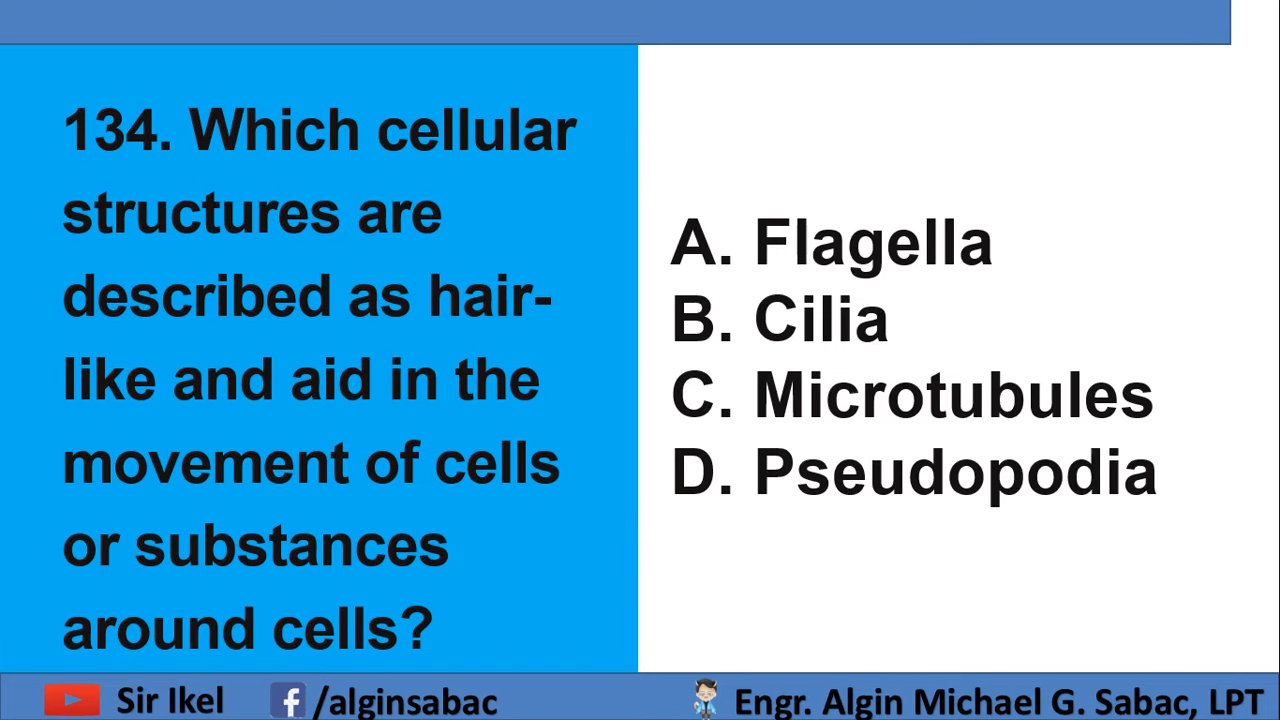 134. Which cellular
structures are
described as hair-
like and aid in the
movement of cells
or substances
around cells?
A. Flagella
B. Cilia
C. Microtubules
D. Pseudopodia
Sir Ikel
/alginsabac
Engr. Algin Michael G. Sabac, LPT